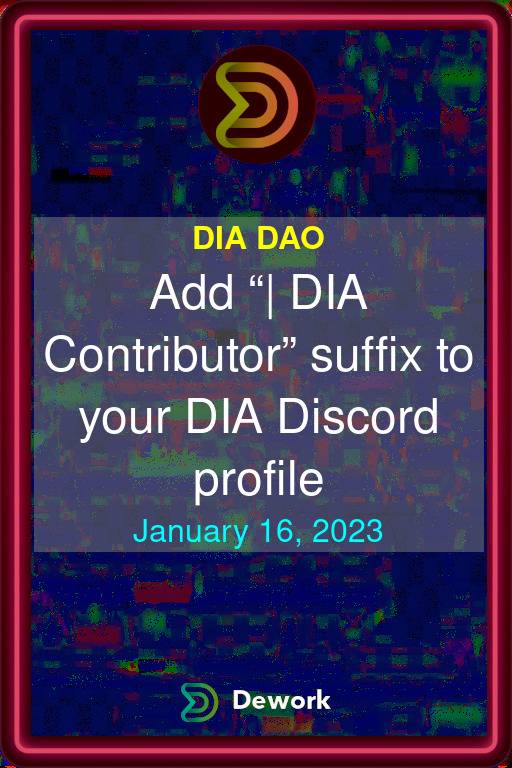 DIA DAO
Add “| DIA
Contributor” suffix to
your DIA Discord
profile
January 16, 2023
Dework